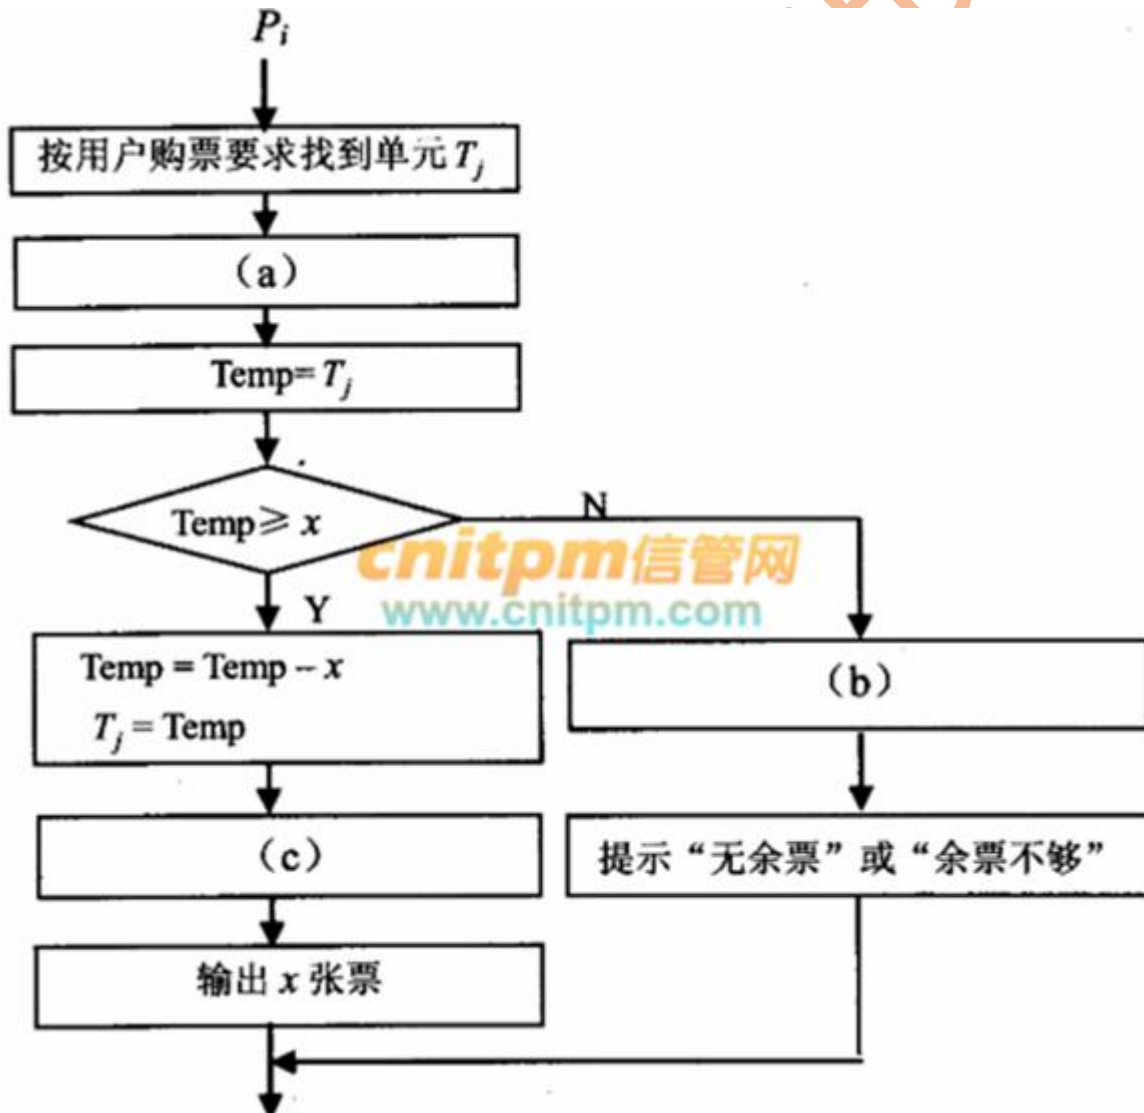 Pi
按用户购票要求找到单元Tj
（a）
Temp=Tj
Temp≥x
N
cnitpm信管网
www.cnitpm.com
Y
Temp = Temp – x
Tj = Temp
（b）
（c）
提示“无余票”或“余票不够”
输出x张票